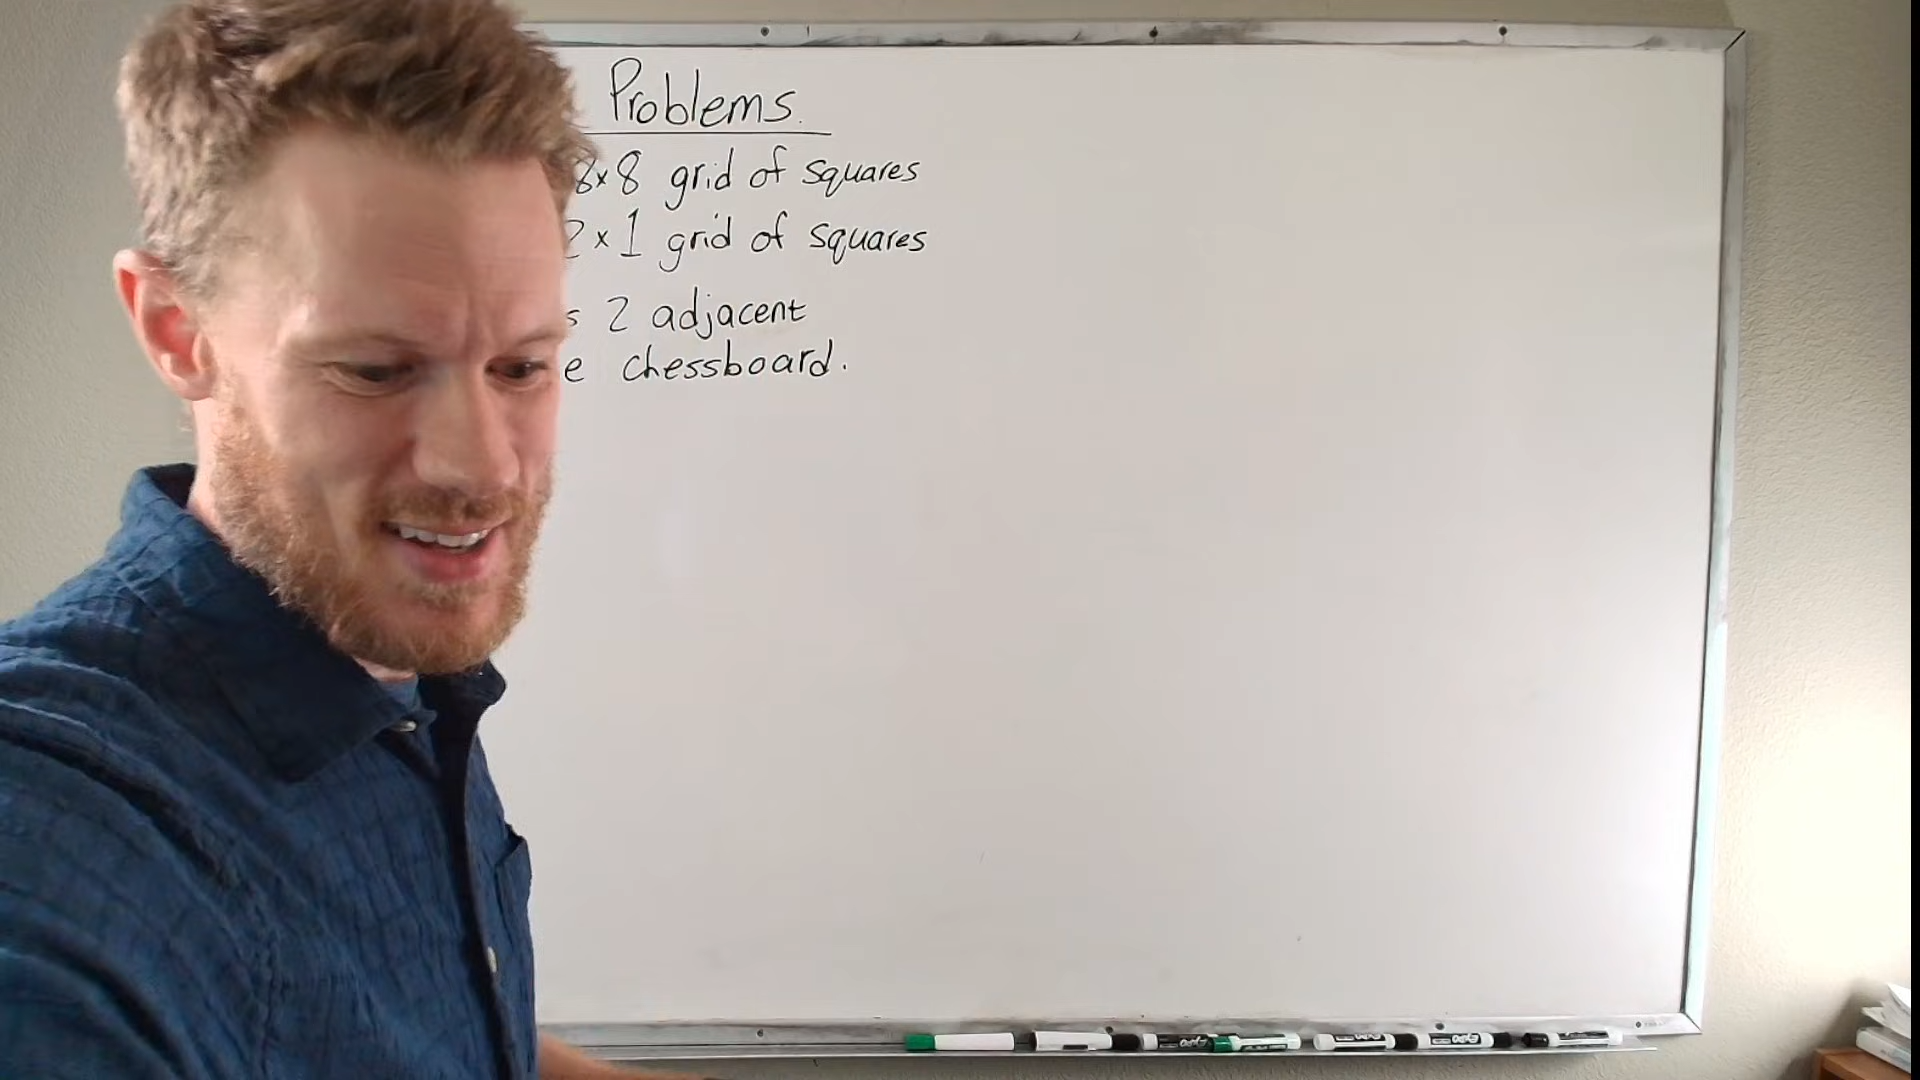 Problems.
8×8 grid of squares
2×1 grid of squares
s 2 adjacent
e chessboard.